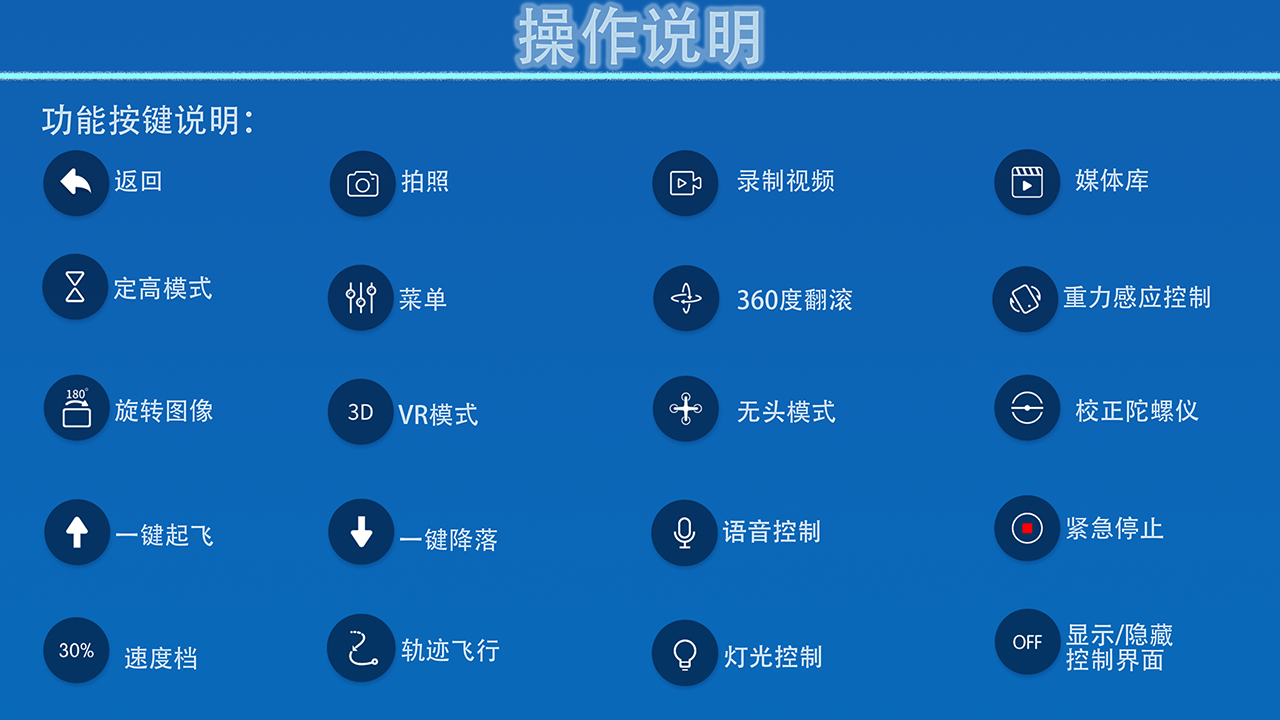 操作说明
功能按键说明：
返回
拍照
录制视频
媒体库
定高模式
菜单
360度翻滚
重力感应控制
180°
旋转图像
3D
VR模式
无头模式
校正陀螺仪
一键起飞
一键降落
语音控制
紧急停止
30%
速度档
轨迹飞行
灯光控制
OFF
显示/隐藏
控制界面